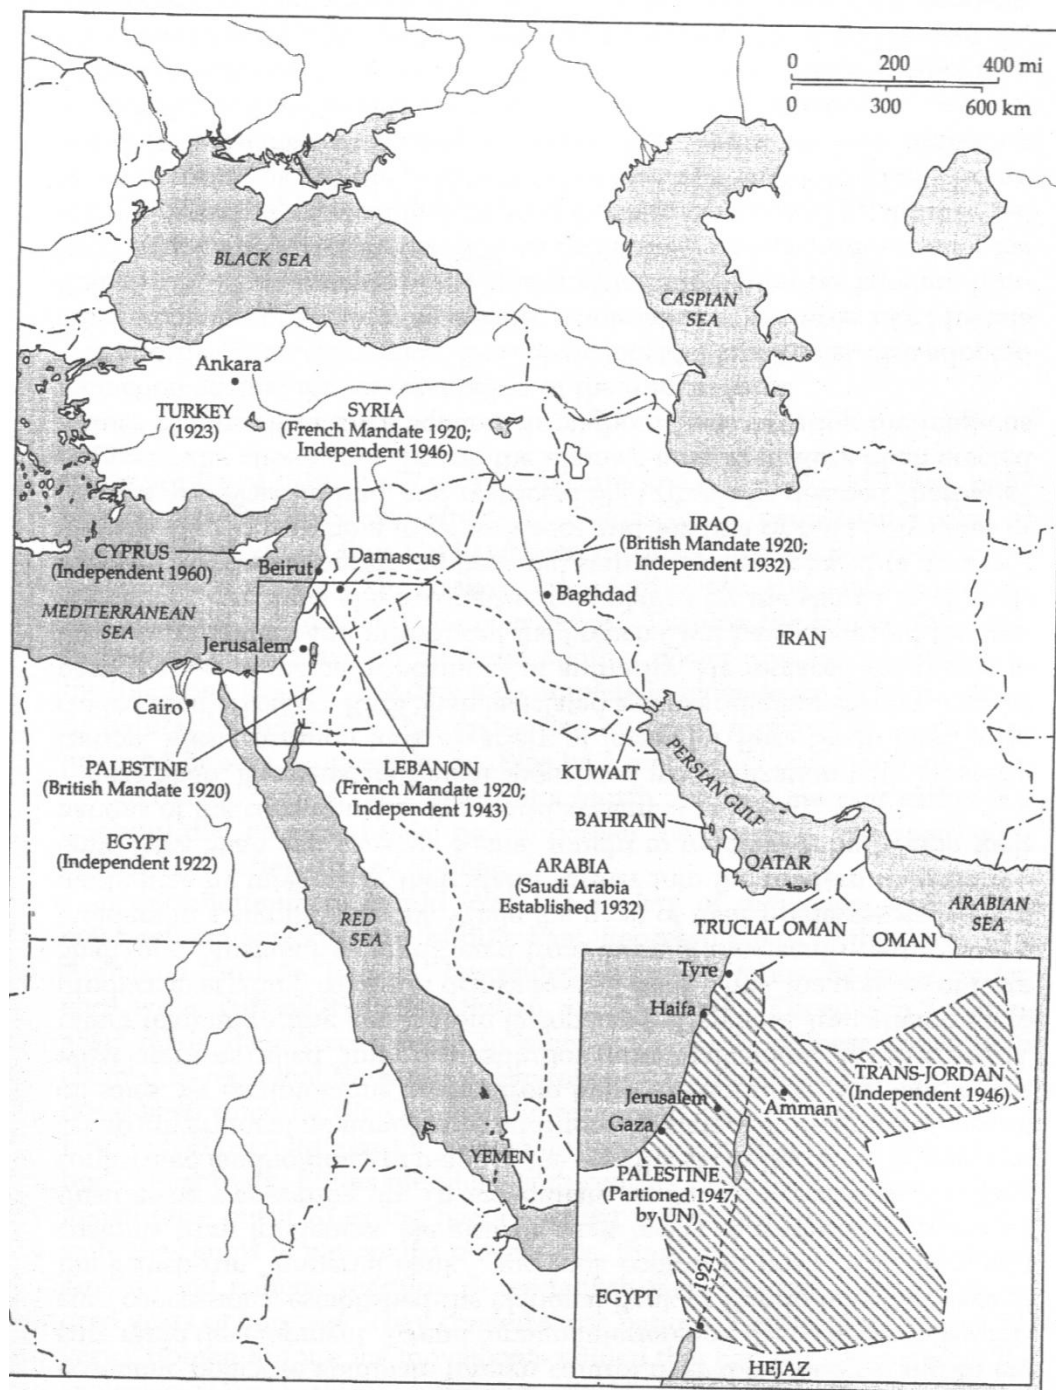 0 200 400 mi
0 300 600 km
BLACK SEA
CASPIAN
SEA
Ankara
TURKEY
(1923)
SYRIA
(French Mandate 1920;
Independent 1946)
IRAQ
(British Mandate 1920;
Independent 1932)
CYPRUS
(Independent 1960)
Beirut
Damascus
Baghdad
MEDITERRANEAN
SEA
IRAN
Jerusalem
Cairo
PALESTINE
(British Mandate 1920)
LEBANON
(French Mandate 1920;
Independent 1943)
KUWAIT
PERSIAN GULF
BAHRAIN
EGYPT
(Independent 1922)
QATAR
ARABIA
(Saudi Arabia
Established 1932)
ARABIAN
SEA
RED
SEA
TRUCIAL OMAN
OMAN
YEMEN
Tyre
Haifa
TRANS-JORDAN
(Independent 1946)
Jerusalem
Amman
Gaza
PALESTINE
(Partioned 1947
by UN)
1921
EGYPT
HEJAZ